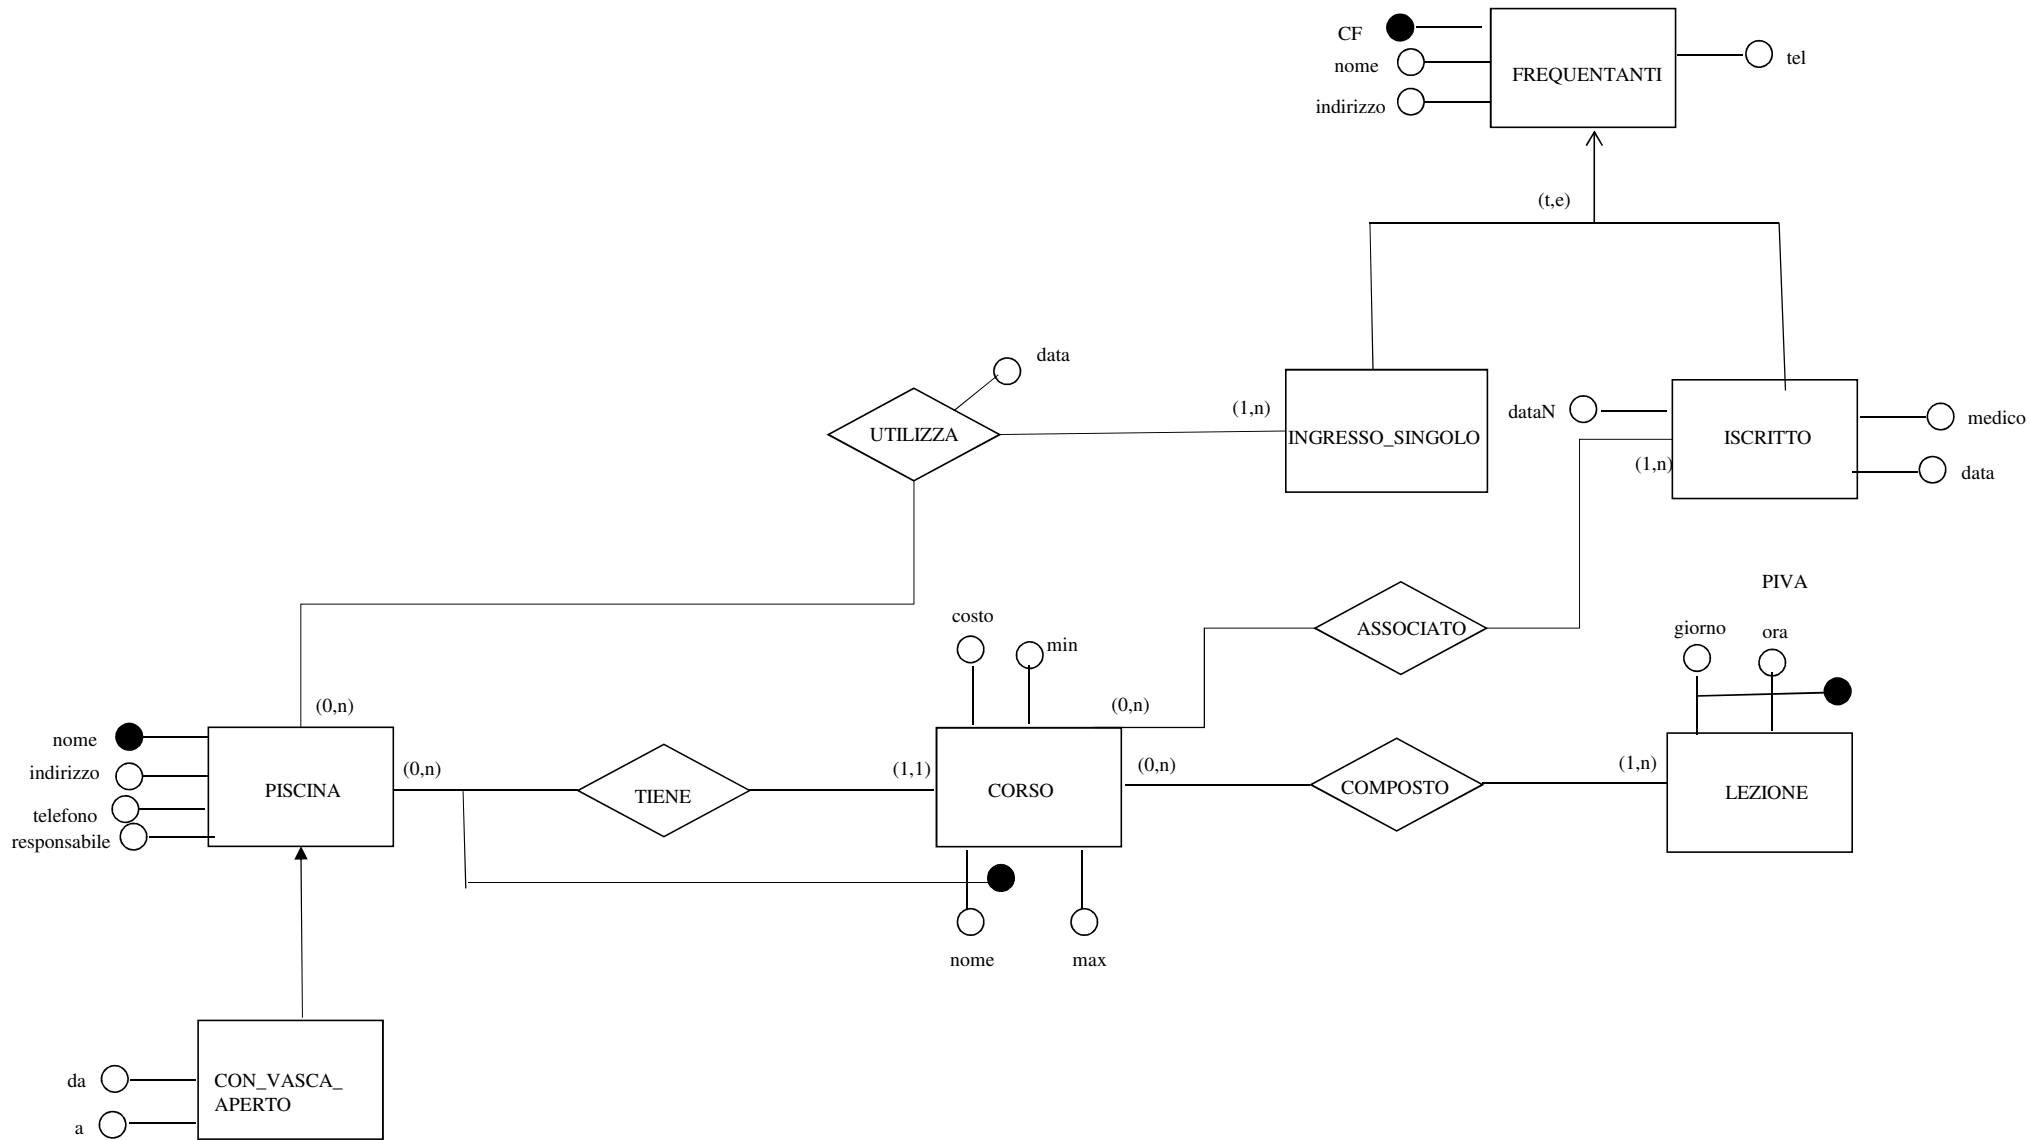 CF
nome
indirizzo
FREQUENTANTI
tel
(t,e)
data
UTILIZZA
(1,n)
INGRESSO_SINGOLO
dataN
ISCRITTO
medico
data
(1,n)
PIVA
costo
min
ASSOCIATO
giorno
ora
(0,n)
(0,n)
nome
indirizzo
telefono
responsabile
PISCINA
(0,n)
TIENE
(1,1)
CORSO
(0,n)
COMPOSTO
(1,n)
LEZIONE
nome
max
da
a
CON_VASCA_
APERTO